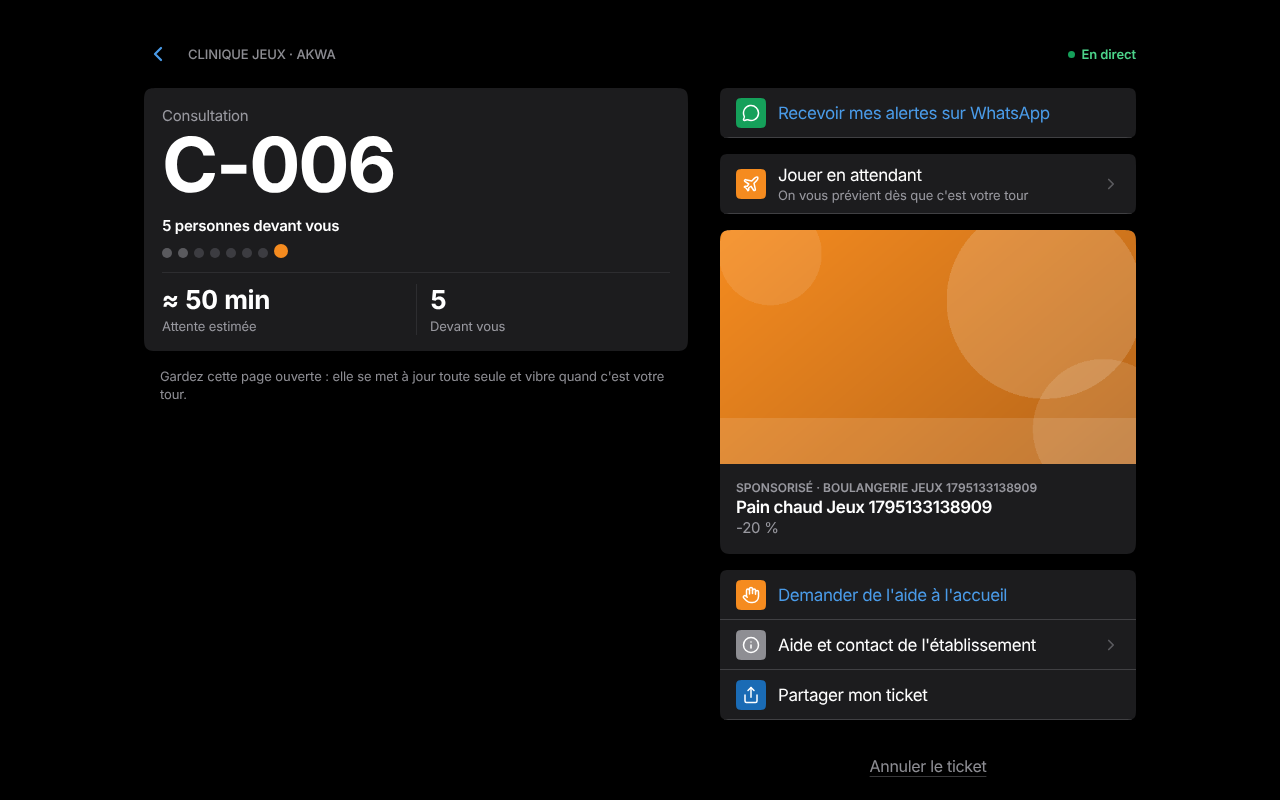 CLINIQUE JEUX · AKWA
En direct
Consultation
C-006
5 personnes devant vous
≈ 50 min
Attente estimée
5
Devant vous
Gardez cette page ouverte : elle se met à jour toute seule et vibre quand c'est votre
tour.
Recevoir mes alertes sur WhatsApp
Jouer en attendant
On vous prévient dès que c'est votre tour
SPONSORISÉ · BOULANGERIE JEUX 1795133138909
Pain chaud Jeux 1795133138909
-20 %
Demander de l'aide à l'accueil
Aide et contact de l'établissement
Partager mon ticket
Annuler le ticket